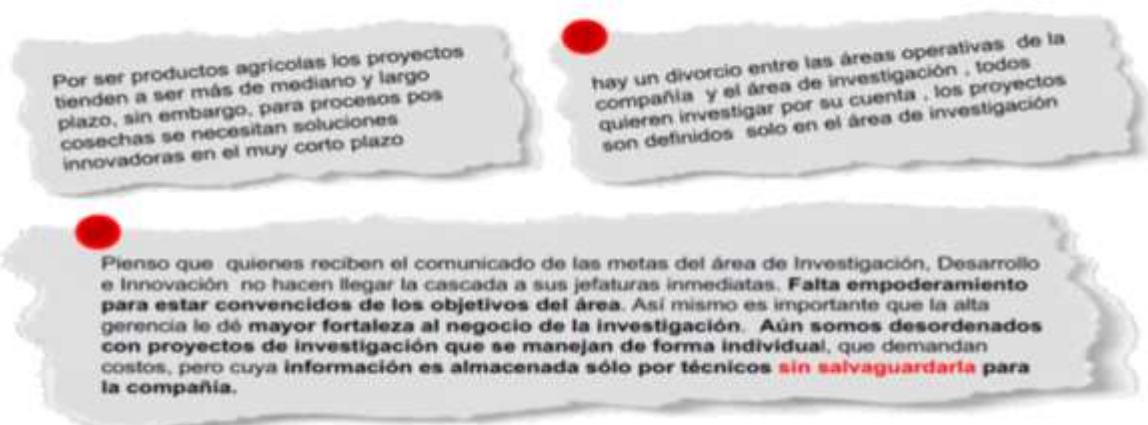 Por ser productos agrícolas los proyectos
tienden a ser más de mediano y largo
plazo, sin embargo, para procesos pos
cosechas se necesitan soluciones
innovadoras en el muy corto plazo
hay un divorcio entre las áreas operativas de la
compañía y el área de investigación , todos
quieren investigar por su cuenta , los proyectos
son definidos solo en el área de investigación
Pienso que quienes reciben el comunicado de las metas del área de Investigación, Desarrollo
e Innovación no hacen llegar la cascada a sus jefaturas inmediatas. Falta empoderamiento
para estar convencidos de los objetivos del área. Así mismo es importante que la alta
gerencia le dé mayor fortaleza al negocio de la investigación. Aún somos desordenados
con proyectos de investigación que se manejan de forma individual, que demandan
costos, pero cuya información es almacenada sólo por técnicos sin salvaguardarla para
la compañía.